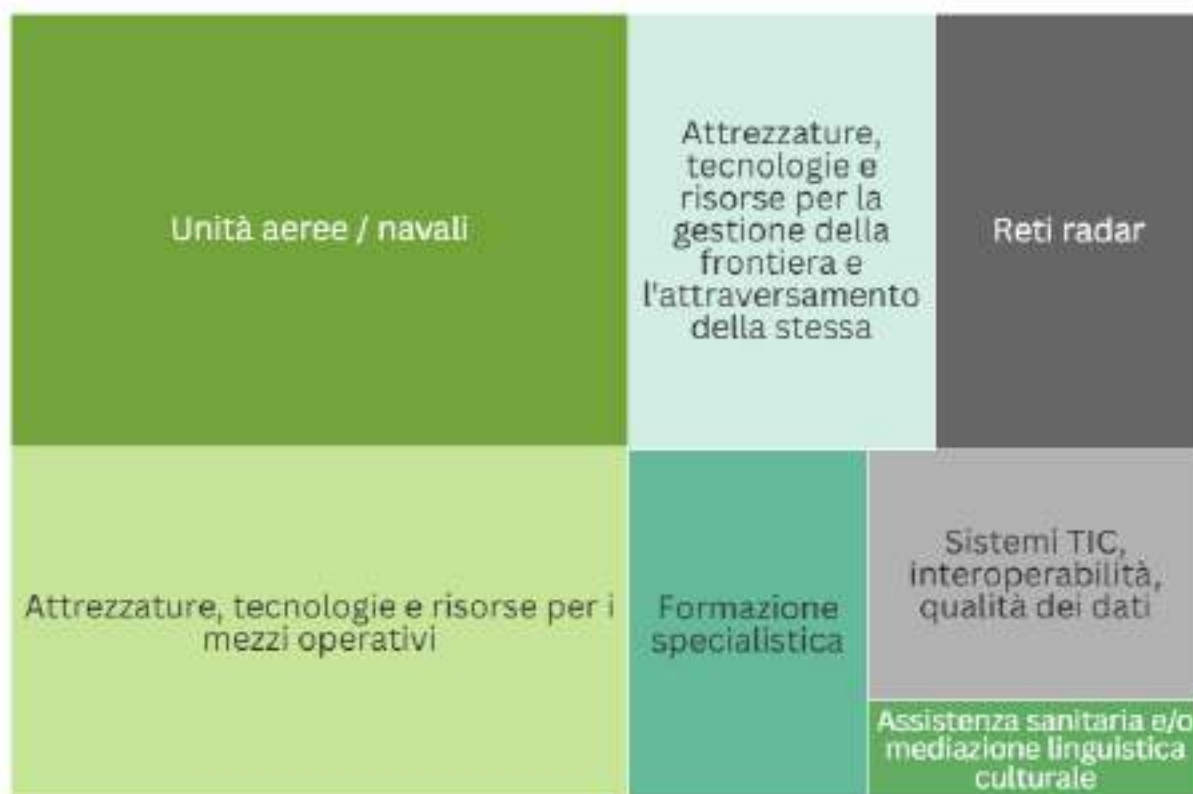 Unità aeree / navali
Attrezzature,
tecnologie e
risorse per la
gestione della
frontiera e
l'attraversamento
della stessa
Reti radar
Attrezzature, tecnologie e risorse per i
mezzi operativi
Formazione
specialistica
Sistemi TIC,
interoperabilità,
qualità dei dati
Assistenza sanitaria e/o
mediazione linguistica
culturale